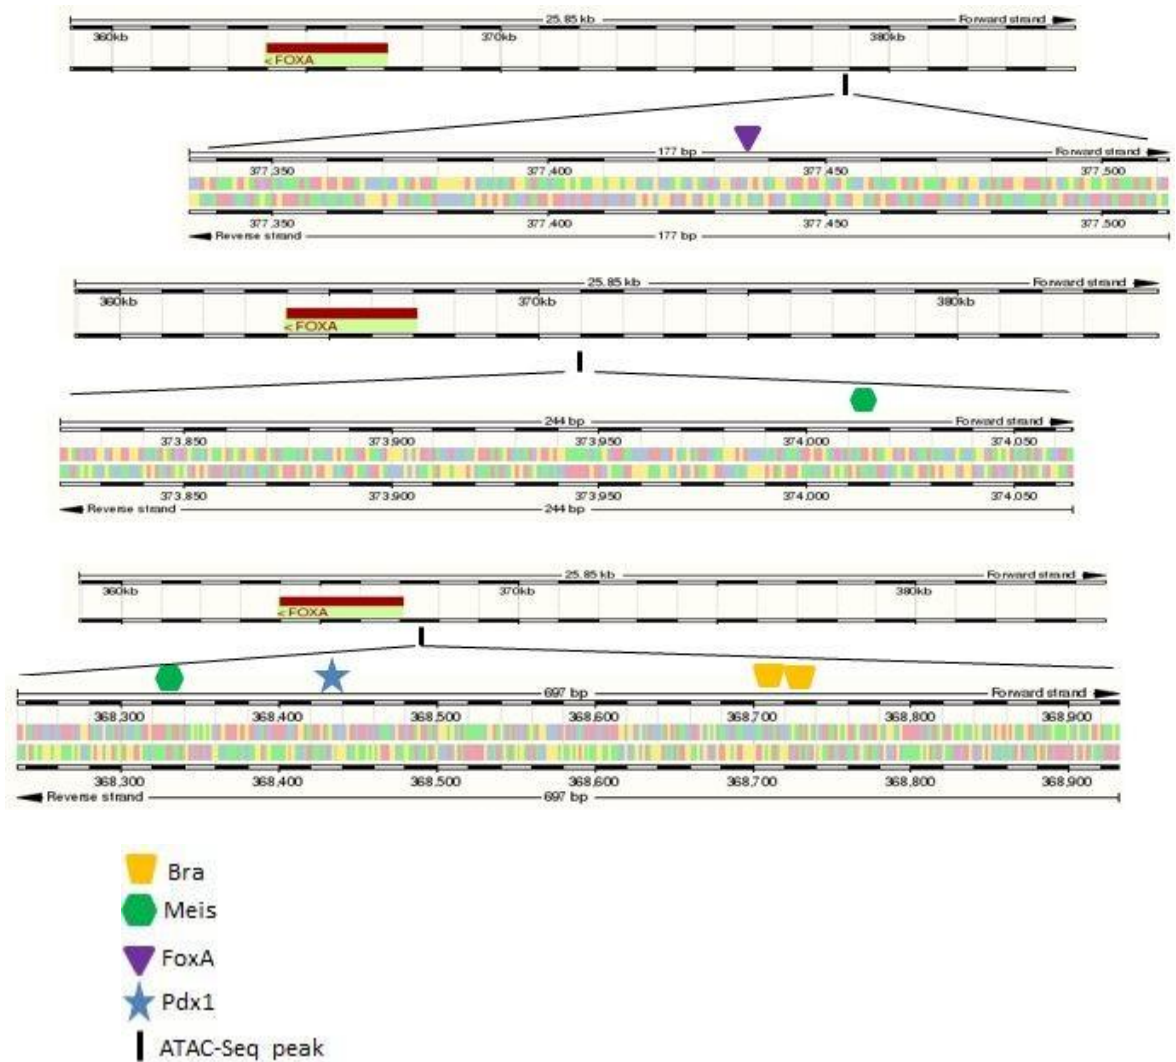 25.85 kb Forward strand
360kb 370kb 380kb
< FOXA
177 bp Forward strand
377,350 377,400 377,450 377,500
377,350 377,400 377,450 377,500
Reverse strand 177 bp
25.85 kb Forward strand
360kb 370kb 380kb
< FOXA
244 bp Forward strand
373,850 373,900 373,950 374,000 374,050
373,850 373,900 373,950 374,000 374,050
Reverse strand 244 bp
25.85 kb Forward strand
360kb 370kb 380kb
< FOXA
697 bp Forward strand
368,300 368,400 368,500 368,600 368,700 368,800 368,900
368,300 368,400 368,500 368,600 368,700 368,800 368,900
Reverse strand 697 bp
Bra
Meis
FoxA
Pdx1
ATAC-Seq peak